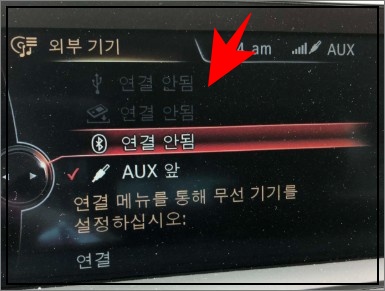 외부 기기
4 am
AUX
연결 안됨
연결 안됨
연결 안됨
AUX 앞
연결 메뉴를 통해 무선 기기를
설정하십시오:
연결